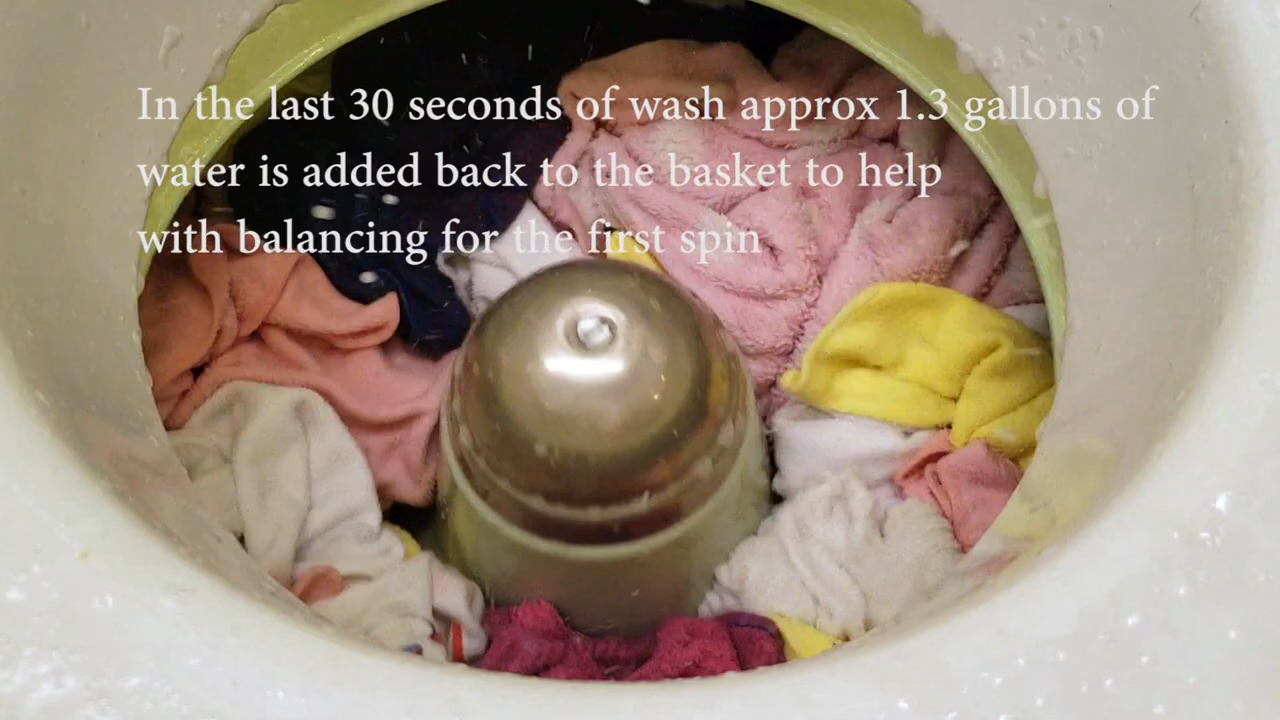 In the last 30 seconds of wash approx 1.3 gallons of
water is added back to the basket to help
with balancing for the first spin